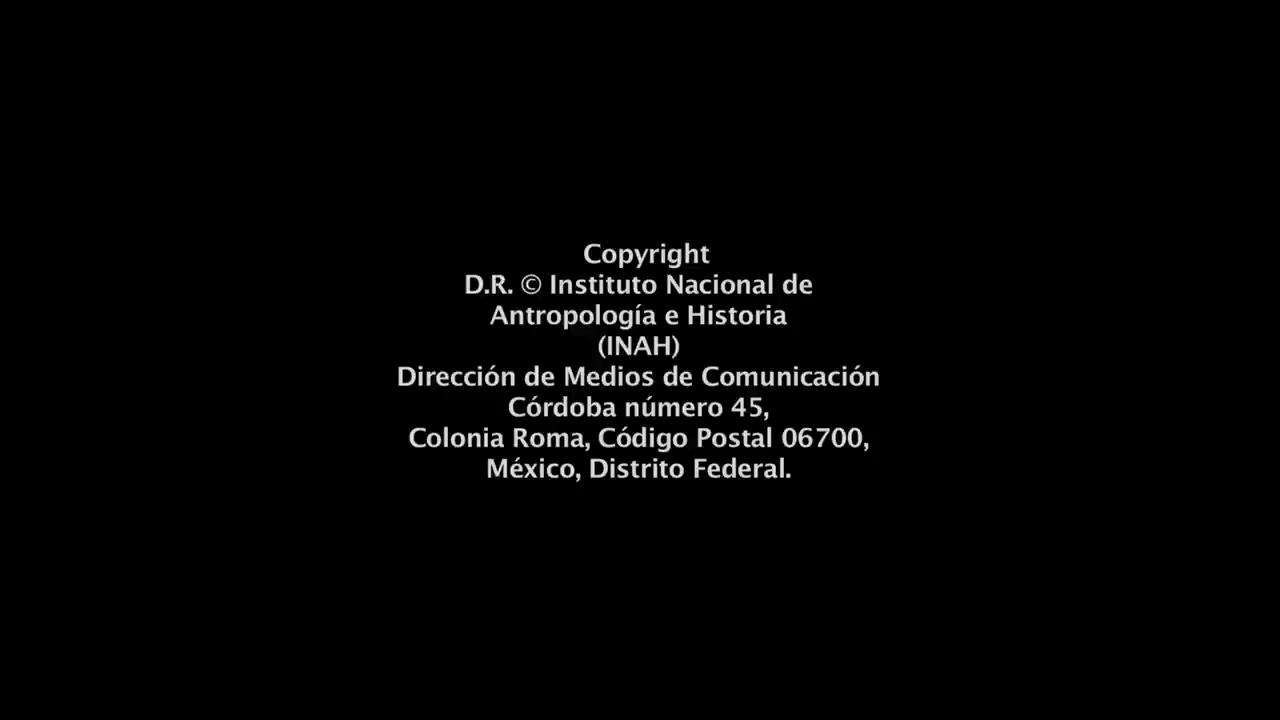 Copyright
D.R. © Instituto Nacional de
Antropología e Historia
(INAH)
Dirección de Medios de Comunicación
Córdoba número 45,
Colonia Roma, Código Postal 06700,
México, Distrito Federal.